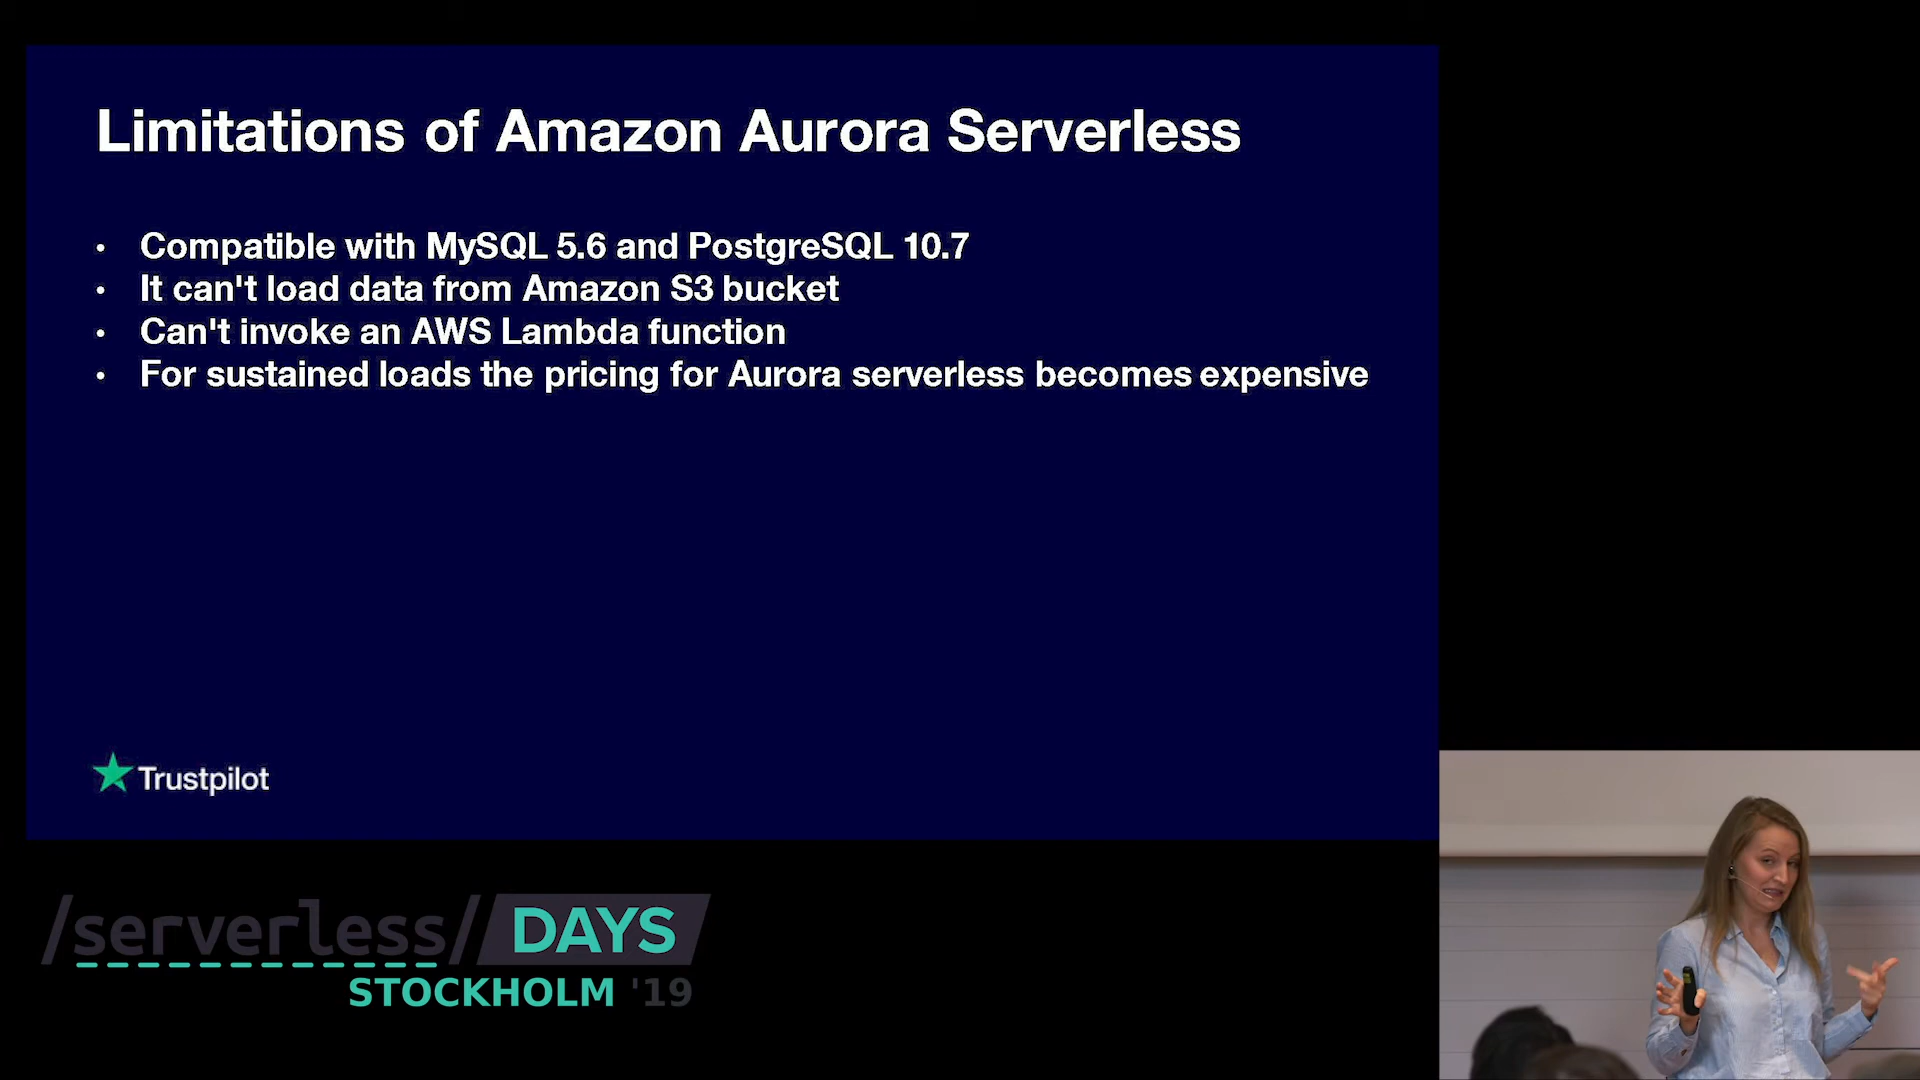 Limitations of Amazon Aurora Serverless
• Compatible with MySQL 5.6 and PostgreSQL 10.7
• It can't load data from Amazon S3 bucket
• Can't invoke an AWS Lambda function
• For sustained loads the pricing for Aurora serverless becomes expensive
Trustpilot
/serverless/ DAYS
STOCKHOLM '19